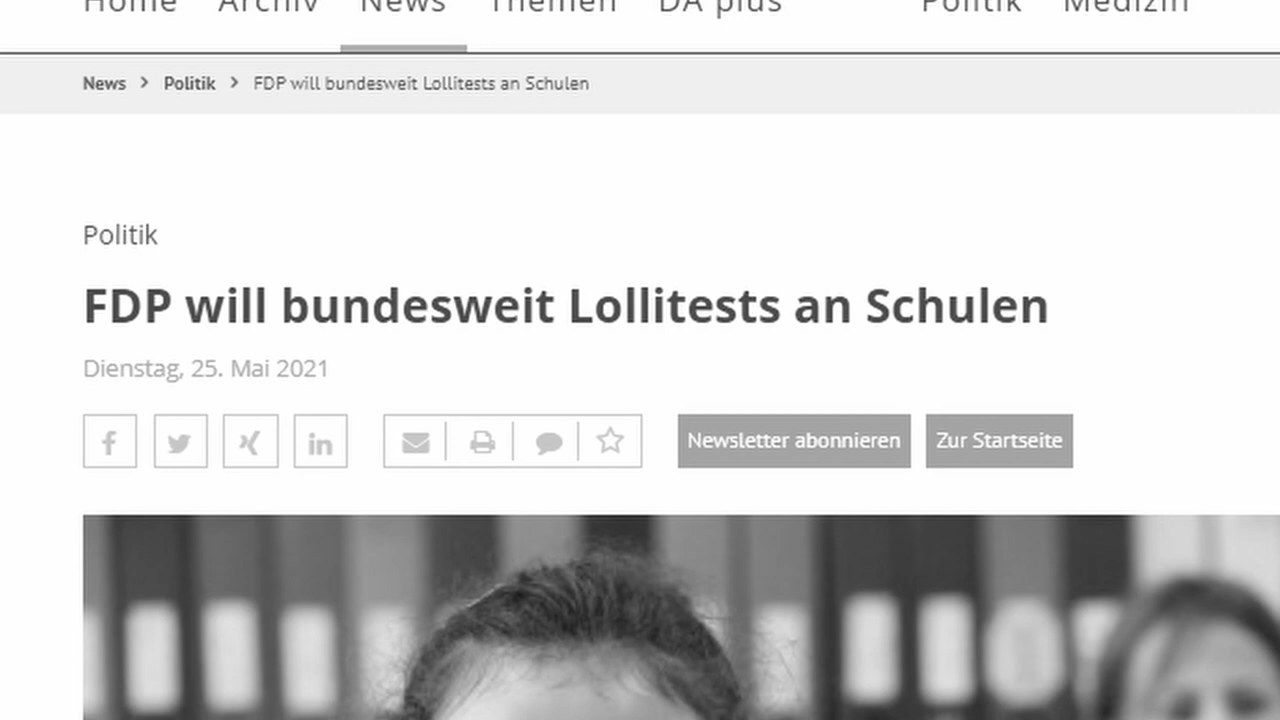 Home Archiv News Themen DA plus Politik Medizin
News > Politik > FDP will bundesweit Lollitests an Schulen
Politik
FDP will bundesweit Lollitests an Schulen
Dienstag, 25. Mai 2021
Newsletter abonnieren Zur Startseite